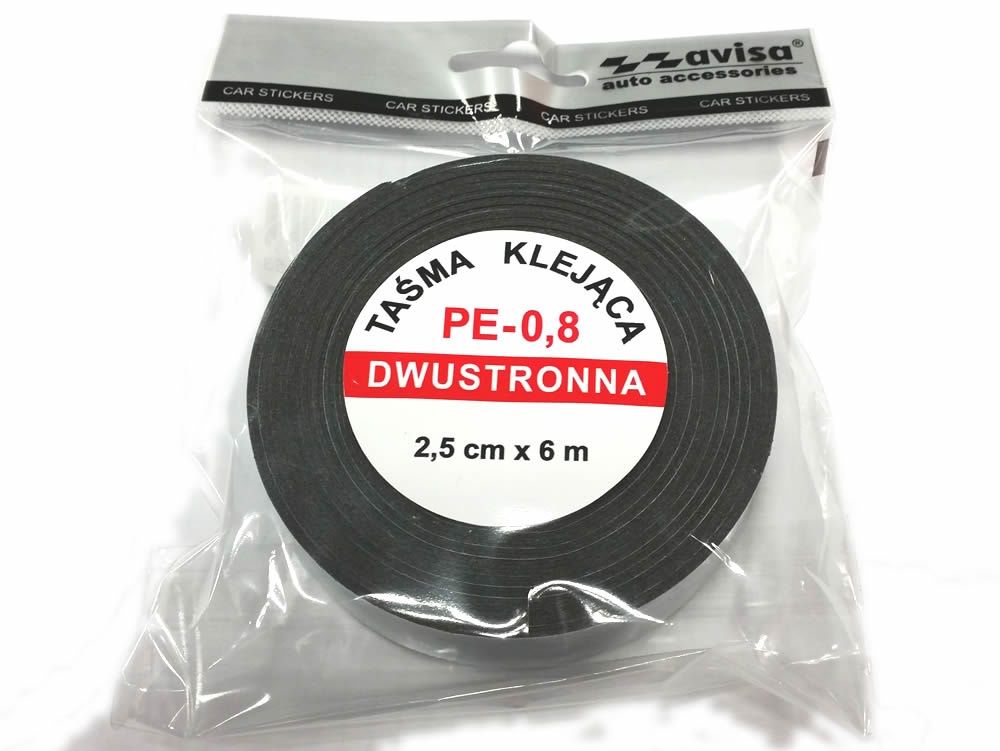 avisa®
auto accessories
CAR STICKERS CAR STICKERS CAR STICKERS CAR STICKERS
TAŚMA KLEJĄCA
PE-0,8
DWUSTRONNA
2,5 cm x 6 m